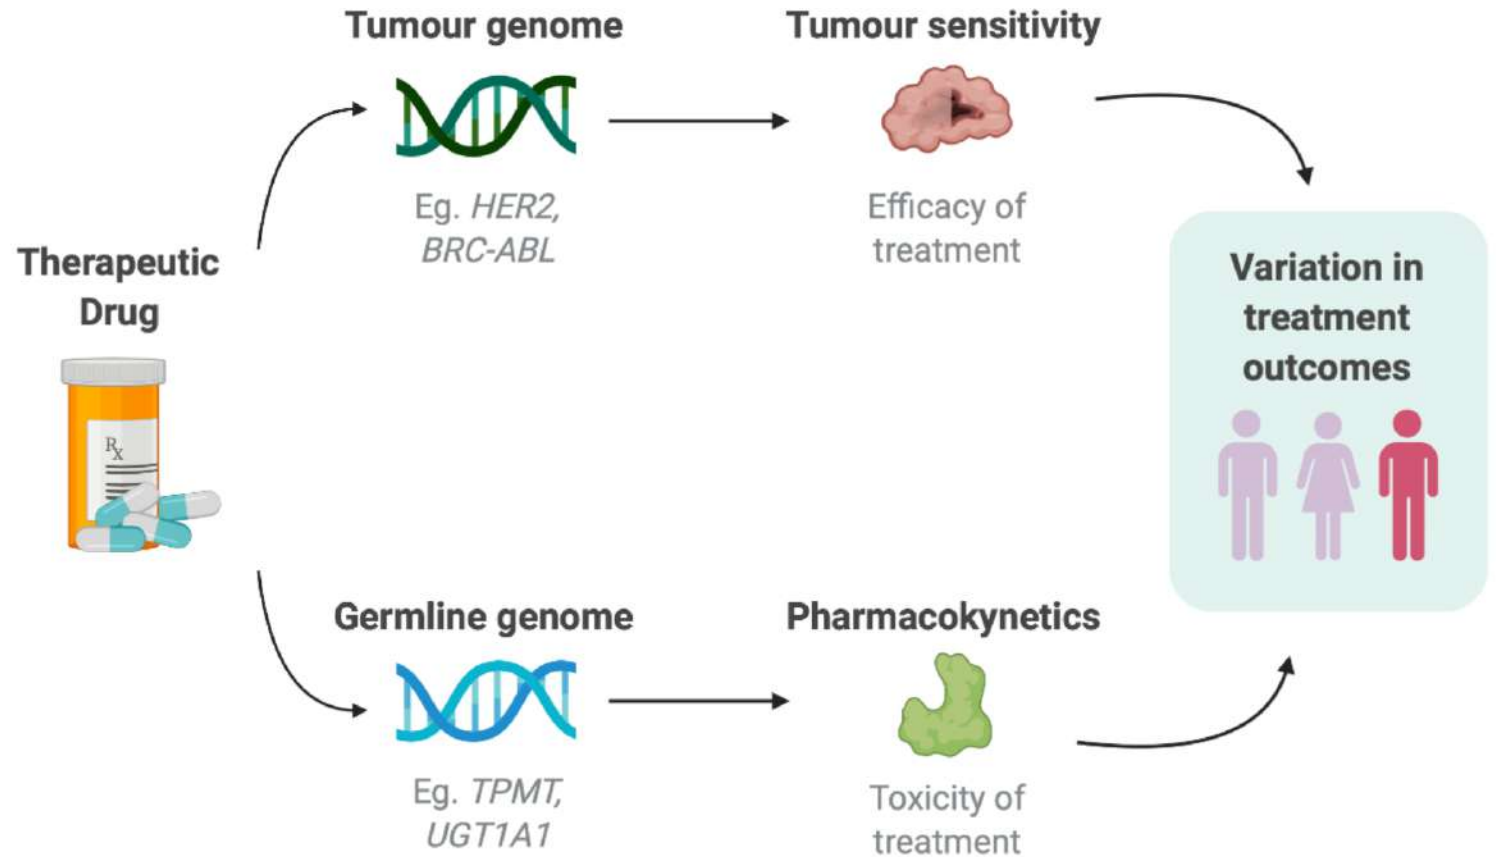 Tumour genome
Tumour sensitivity
Eg. HER2,
BRC-ABL
Efficacy of
treatment
Therapeutic
Drug
Rx
Variation in
treatment
outcomes
Germline genome
Pharmacokynetics
Eg. TPMT,
UGT1A1
Toxicity of
treatment